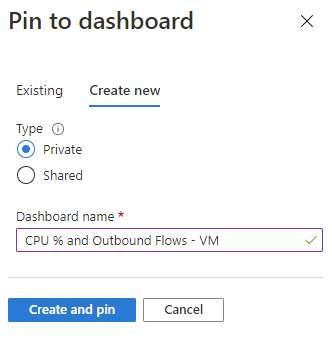 Pin to dashboard
Existing Create new
Type
Private
Shared
Dashboard name *
CPU % and Outbound Flows - VM
Create and pin Cancel